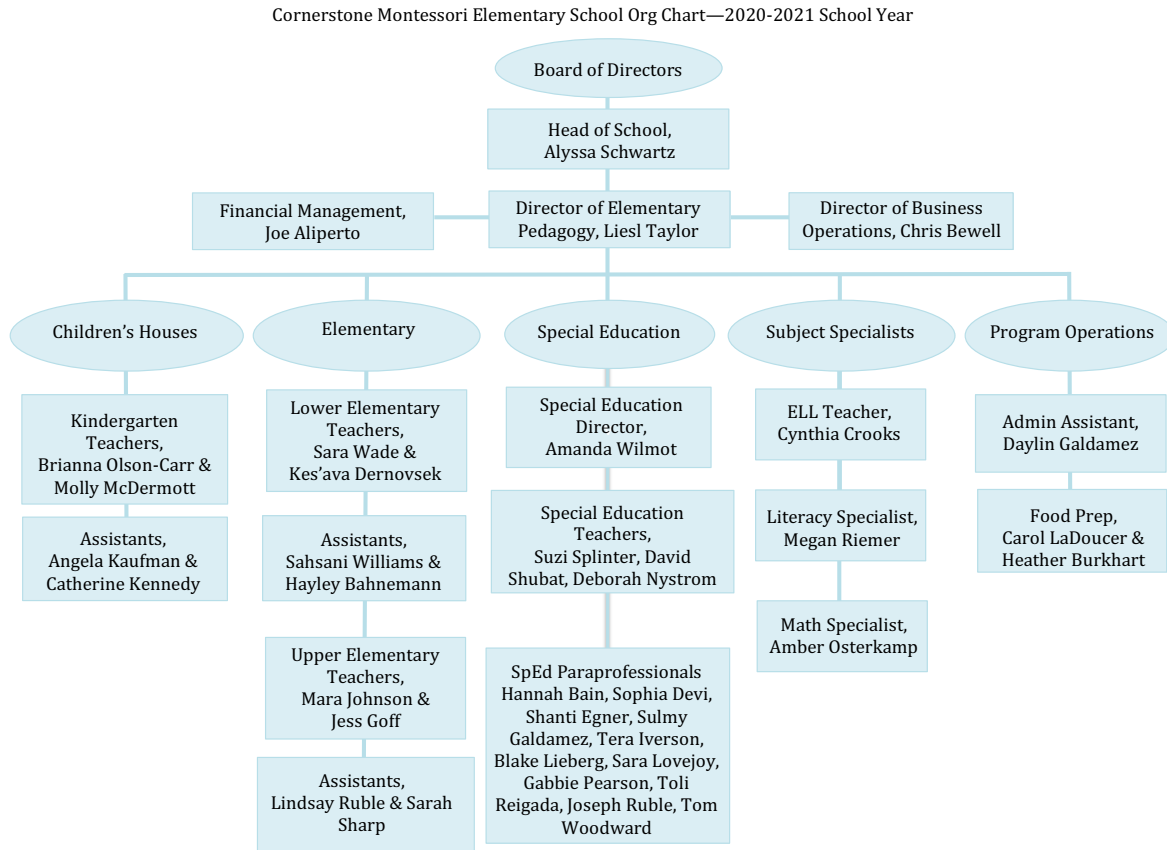 Cornerstone Montessori Elementary School Org Chart—2020-2021 School Year
Board of Directors
Head of School,
Alyssa Schwartz
Financial Management,
Joe Aliperto
Director of Elementary
Pedagogy, Liesl Taylor
Director of Business
Operations, Chris Bewell
Children’s Houses
Elementary
Special Education
Subject Specialists
Program Operations
Kindergarten
Teachers,
Brianna Olson-Carr &
Molly McDermott
Assistants,
Angela Kaufman &
Catherine Kennedy
Lower Elementary
Teachers,
Sara Wade &
Kes’ava Dernovsek
Assistants,
Sahsani Williams &
Hayley Bahnemann
Upper Elementary
Teachers,
Mara Johnson &
Jess Goff
Assistants,
Lindsay Ruble & Sarah
Sharp
Special Education
Director,
Amanda Wilmot
Special Education
Teachers,
Suzi Splinter, David
Shubat, Deborah Nystrom
SpEd Paraprofessionals
Hannah Bain, Sophia Devi,
Shanti Egner, Sulmy
Galdamez, Tera Iverson,
Blake Lieberg, Sara Lovejoy,
Gabbie Pearson, Toli
Reigada, Joseph Ruble, Tom
Woodward
ELL Teacher,
Cynthia Crooks
Literacy Specialist,
Megan Riemer
Math Specialist,
Amber Osterkamp
Admin Assistant,
Daylin Galdamez
Food Prep,
Carol LaDoucer &
Heather Burkhart